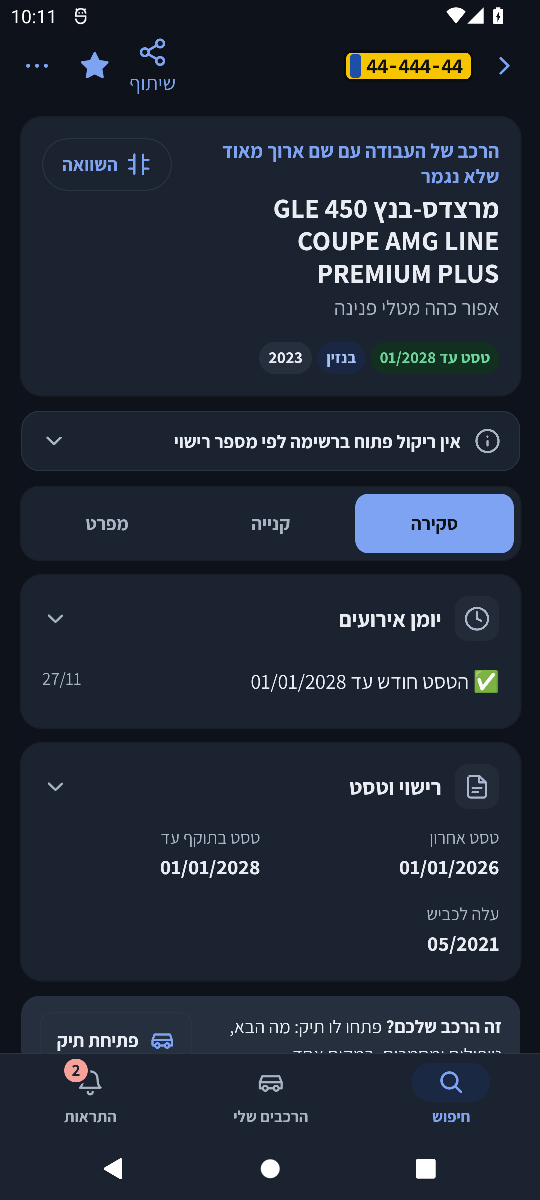 10:11
שיתוף
44-444-44
הרכב של העבודה עם שם ארוך מאוד
שלא נגמר
השוואה
מרצדס-בנץ GLE 450
COUPE AMG LINE
PREMIUM PLUS
אפור כהה מטלי פנינה
טסט עד 01/2028
בנזין
2023
אין ריקול פתוח ברשימה לפי מספר רישוי
סקירה
קנייה
מפרט
יומן אירועים
✅ הטסט חודש עד 01/01/2028
27/11
רישוי וטסט
טסט אחרון
01/01/2026
טסט בתוקף עד
01/01/2028
עלה לכביש
05/2021
זה הרכב שלכם? פתחו לו תיק: מה הבא,
פתיחת תיק
חיפוש
הרכבים שלי
התראות
2